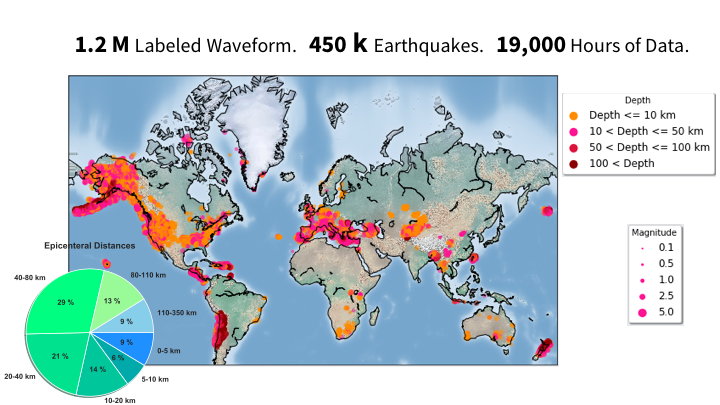 1.2 M Labeled Waveform. 450 k Earthquakes. 19,000 Hours of Data.
Depth
Depth <= 10 km
10 < Depth <= 50 km
50 < Depth <= 100 km
100 < Depth
Magnitude
0.1
0.5
1.0
2.5
5.0
Epicenteral Distances
40-80 km
80-110 km
29 %
13 %
110-350 km
9 %
9 %
0-5 km
21 %
6 %
14 %
20-40 km
5-10 km
10-20 km